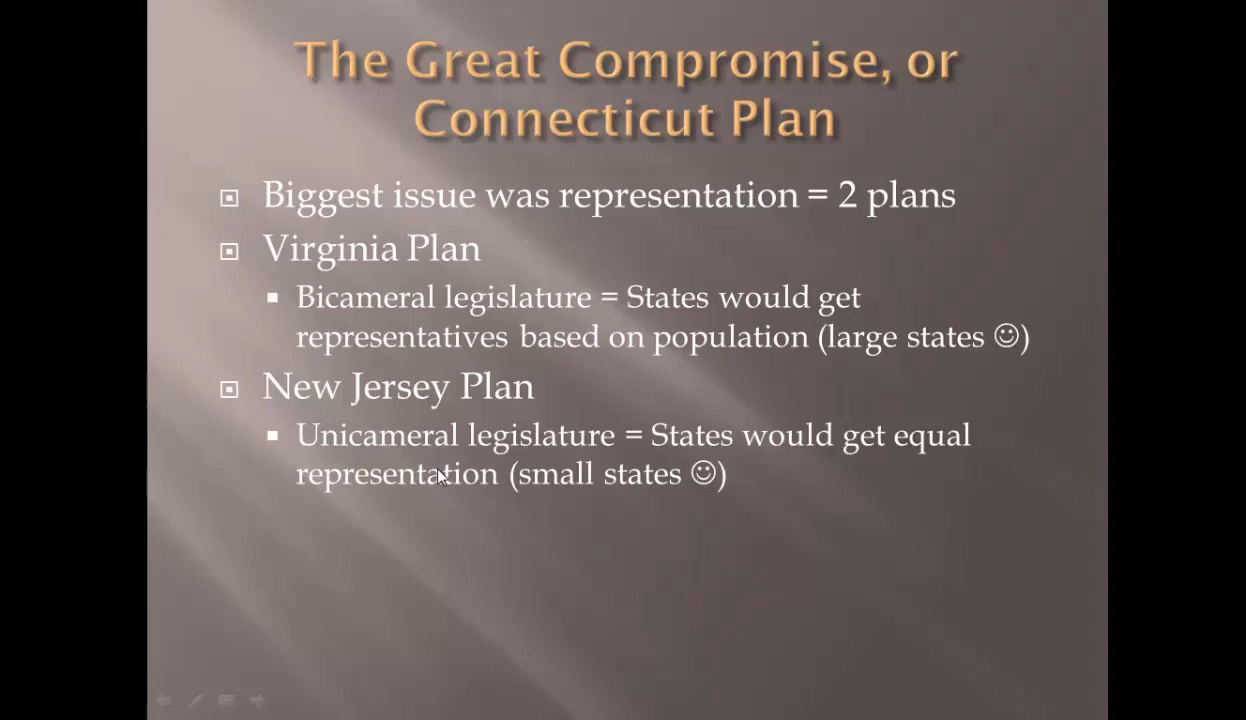 The Great Compromise, or
Connecticut Plan
Biggest issue was representation = 2 plans
Virginia Plan
Bicameral legislature = States would get
representatives based on population (large states ☺)
New Jersey Plan
Unicameral legislature = States would get equal
representation (small states ☺)